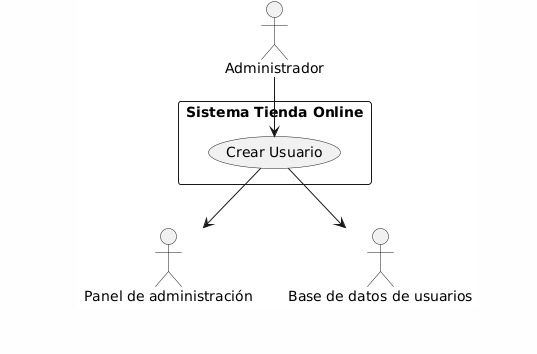 Administrador
Sistema Tienda Online
Crear Usuario
Panel de administración
Base de datos de usuarios